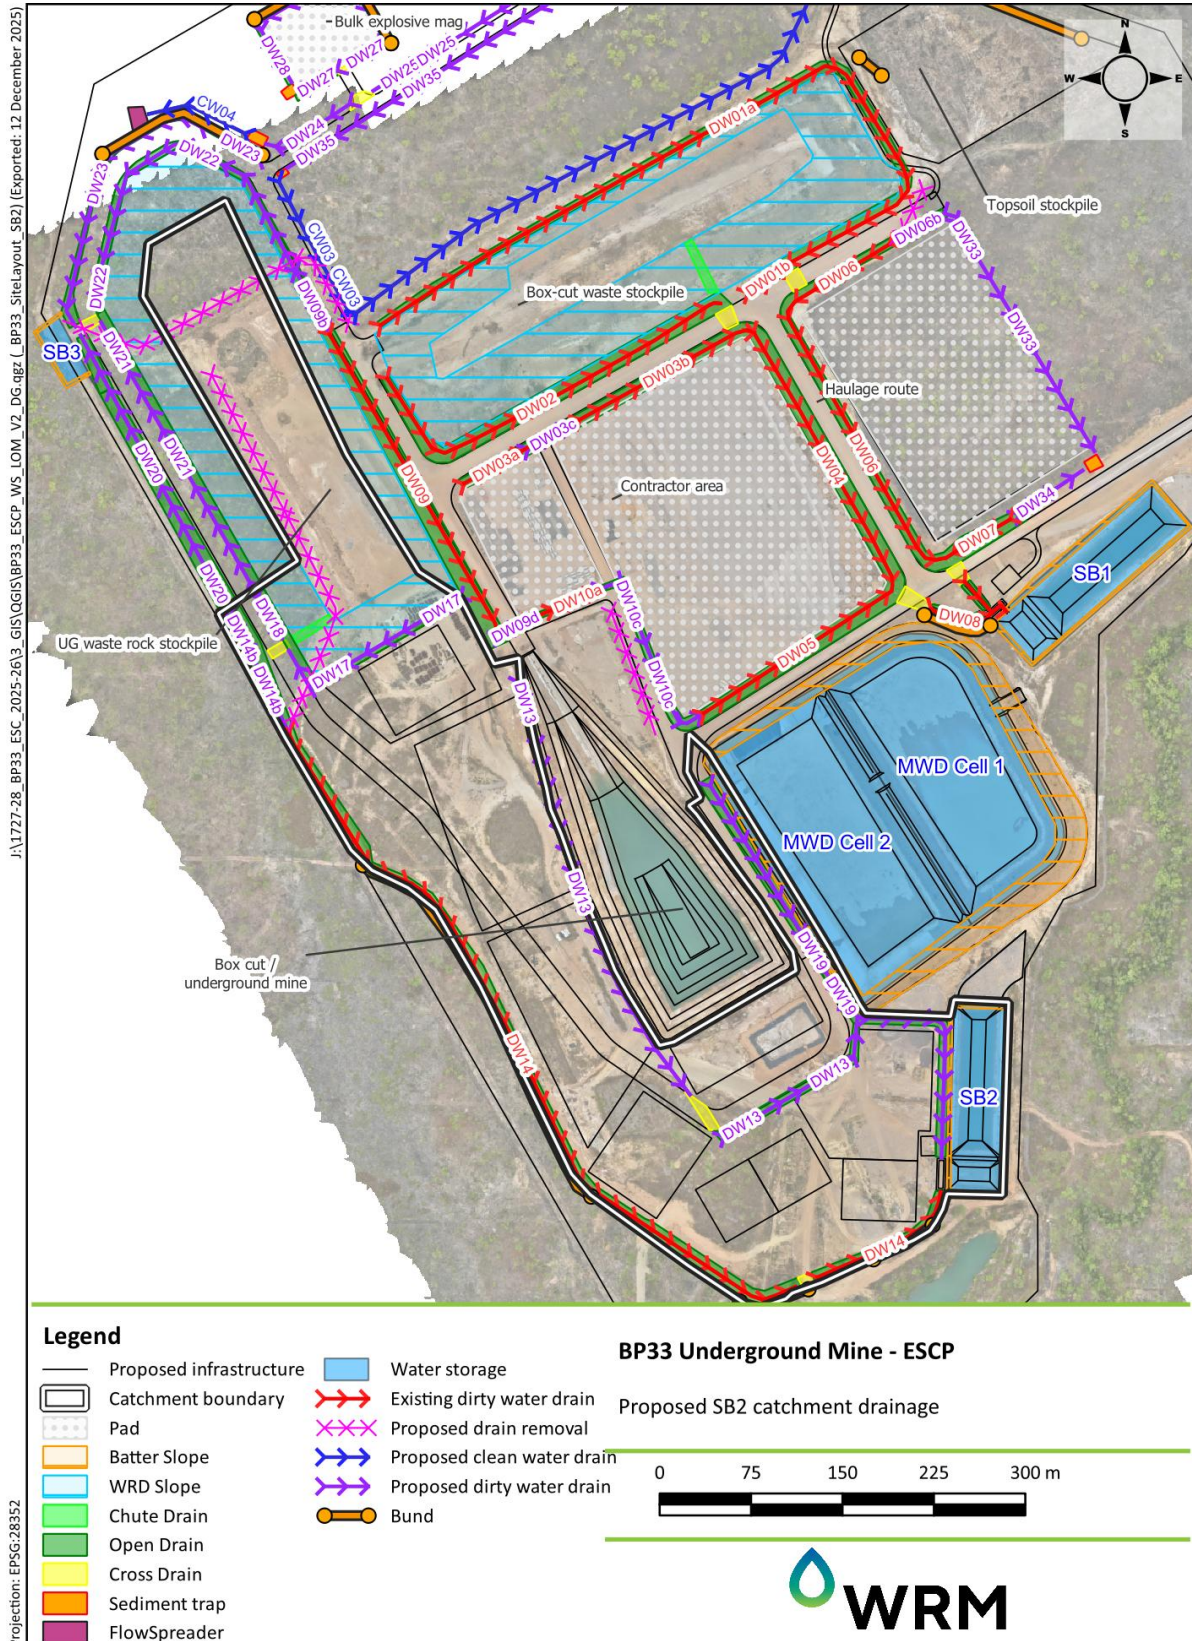 J:\1727-28_BP33_ESC_2025-26\3_GIS\QGIS\BP33_ESCP_WS_LOM_V2_DG.qgz (_BP33_SiteLayout_SB2) (Exported: 12 December 2025)
Projection: EPSG:28352
Bulk explosive mag
N
W
E
S
DW28
DW27
DW27
DW25
DW25
DW35
CW04
DW24
DW23
DW35
DW22
DW23
DW01a
Topsoil stockpile
DW06b
DW33
CW03
CW03
DW09b
DW22
DW01b
DW06
Box-cut waste stockpile
DW33
SB3
DW21
DW03b
Haulage route
DW02
DW03c
DW03a
DW20
DW21
DW09
DW04
DW06
Contractor area
DW34
DW07
SB1
DW20
DW17
DW10a
DW10c
DW09d
DW08
DW18
UG waste rock stockpile
DW14b
DW17
DW05
DW14b
DW10c
DW13
MWD Cell 1
MWD Cell 2
DW13
DW19
Box cut /
underground mine
DW19
DW14
DW13
SB2
DW13
DW14
Legend
Proposed infrastructure
Catchment boundary
Pad
Batter Slope
WRD Slope
Chute Drain
Open Drain
Cross Drain
Sediment trap
FlowSpreader
Water storage
Existing dirty water drain
Proposed drain removal
Proposed clean water drain
Proposed dirty water drain
Bund
BP33 Underground Mine - ESCP
Proposed SB2 catchment drainage
0 75 150 225 300 m
WRM